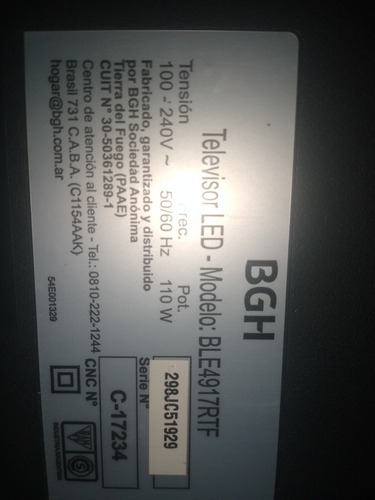 BGH
Televisor LED - Modelo: BLE4917RTF
Tensión Frec. Pot.
100 - 240V ~ 50/60 Hz 110 W
Fabricado, garantizado y distribuido
por BGH Sociedad Anónima
Tierra del Fuego (PAAE)
CUIT N° 30-50361289-1
Centro de atención al cliente - Tel.: 0810-222-1244
Brasil 731 C.A.B.A. (C1154AAK)
hogar@bgh.com.ar
54E001329
Serie N°
298JC51929
CNC N°
C-17234
INDUSTRIA ARGENTINA